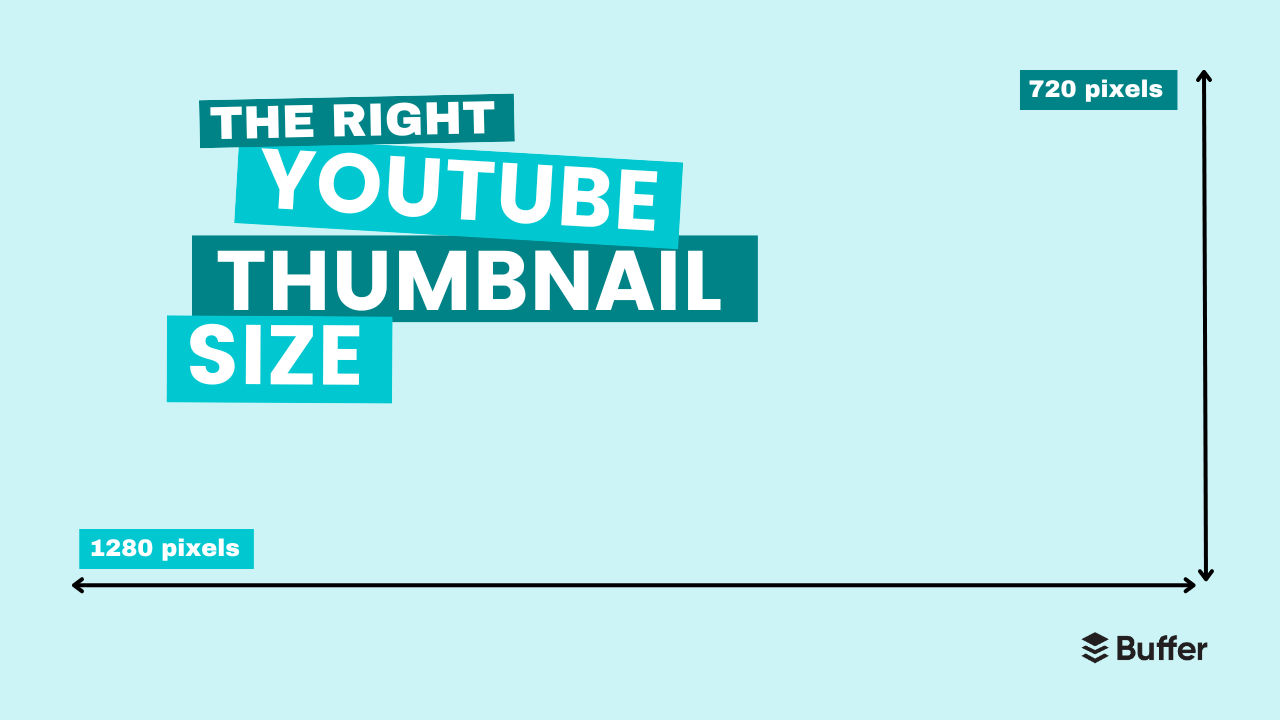 THE RIGHT
YOUTUBE
THUMBNAIL
SIZE
720 pixels
1280 pixels
Buffer